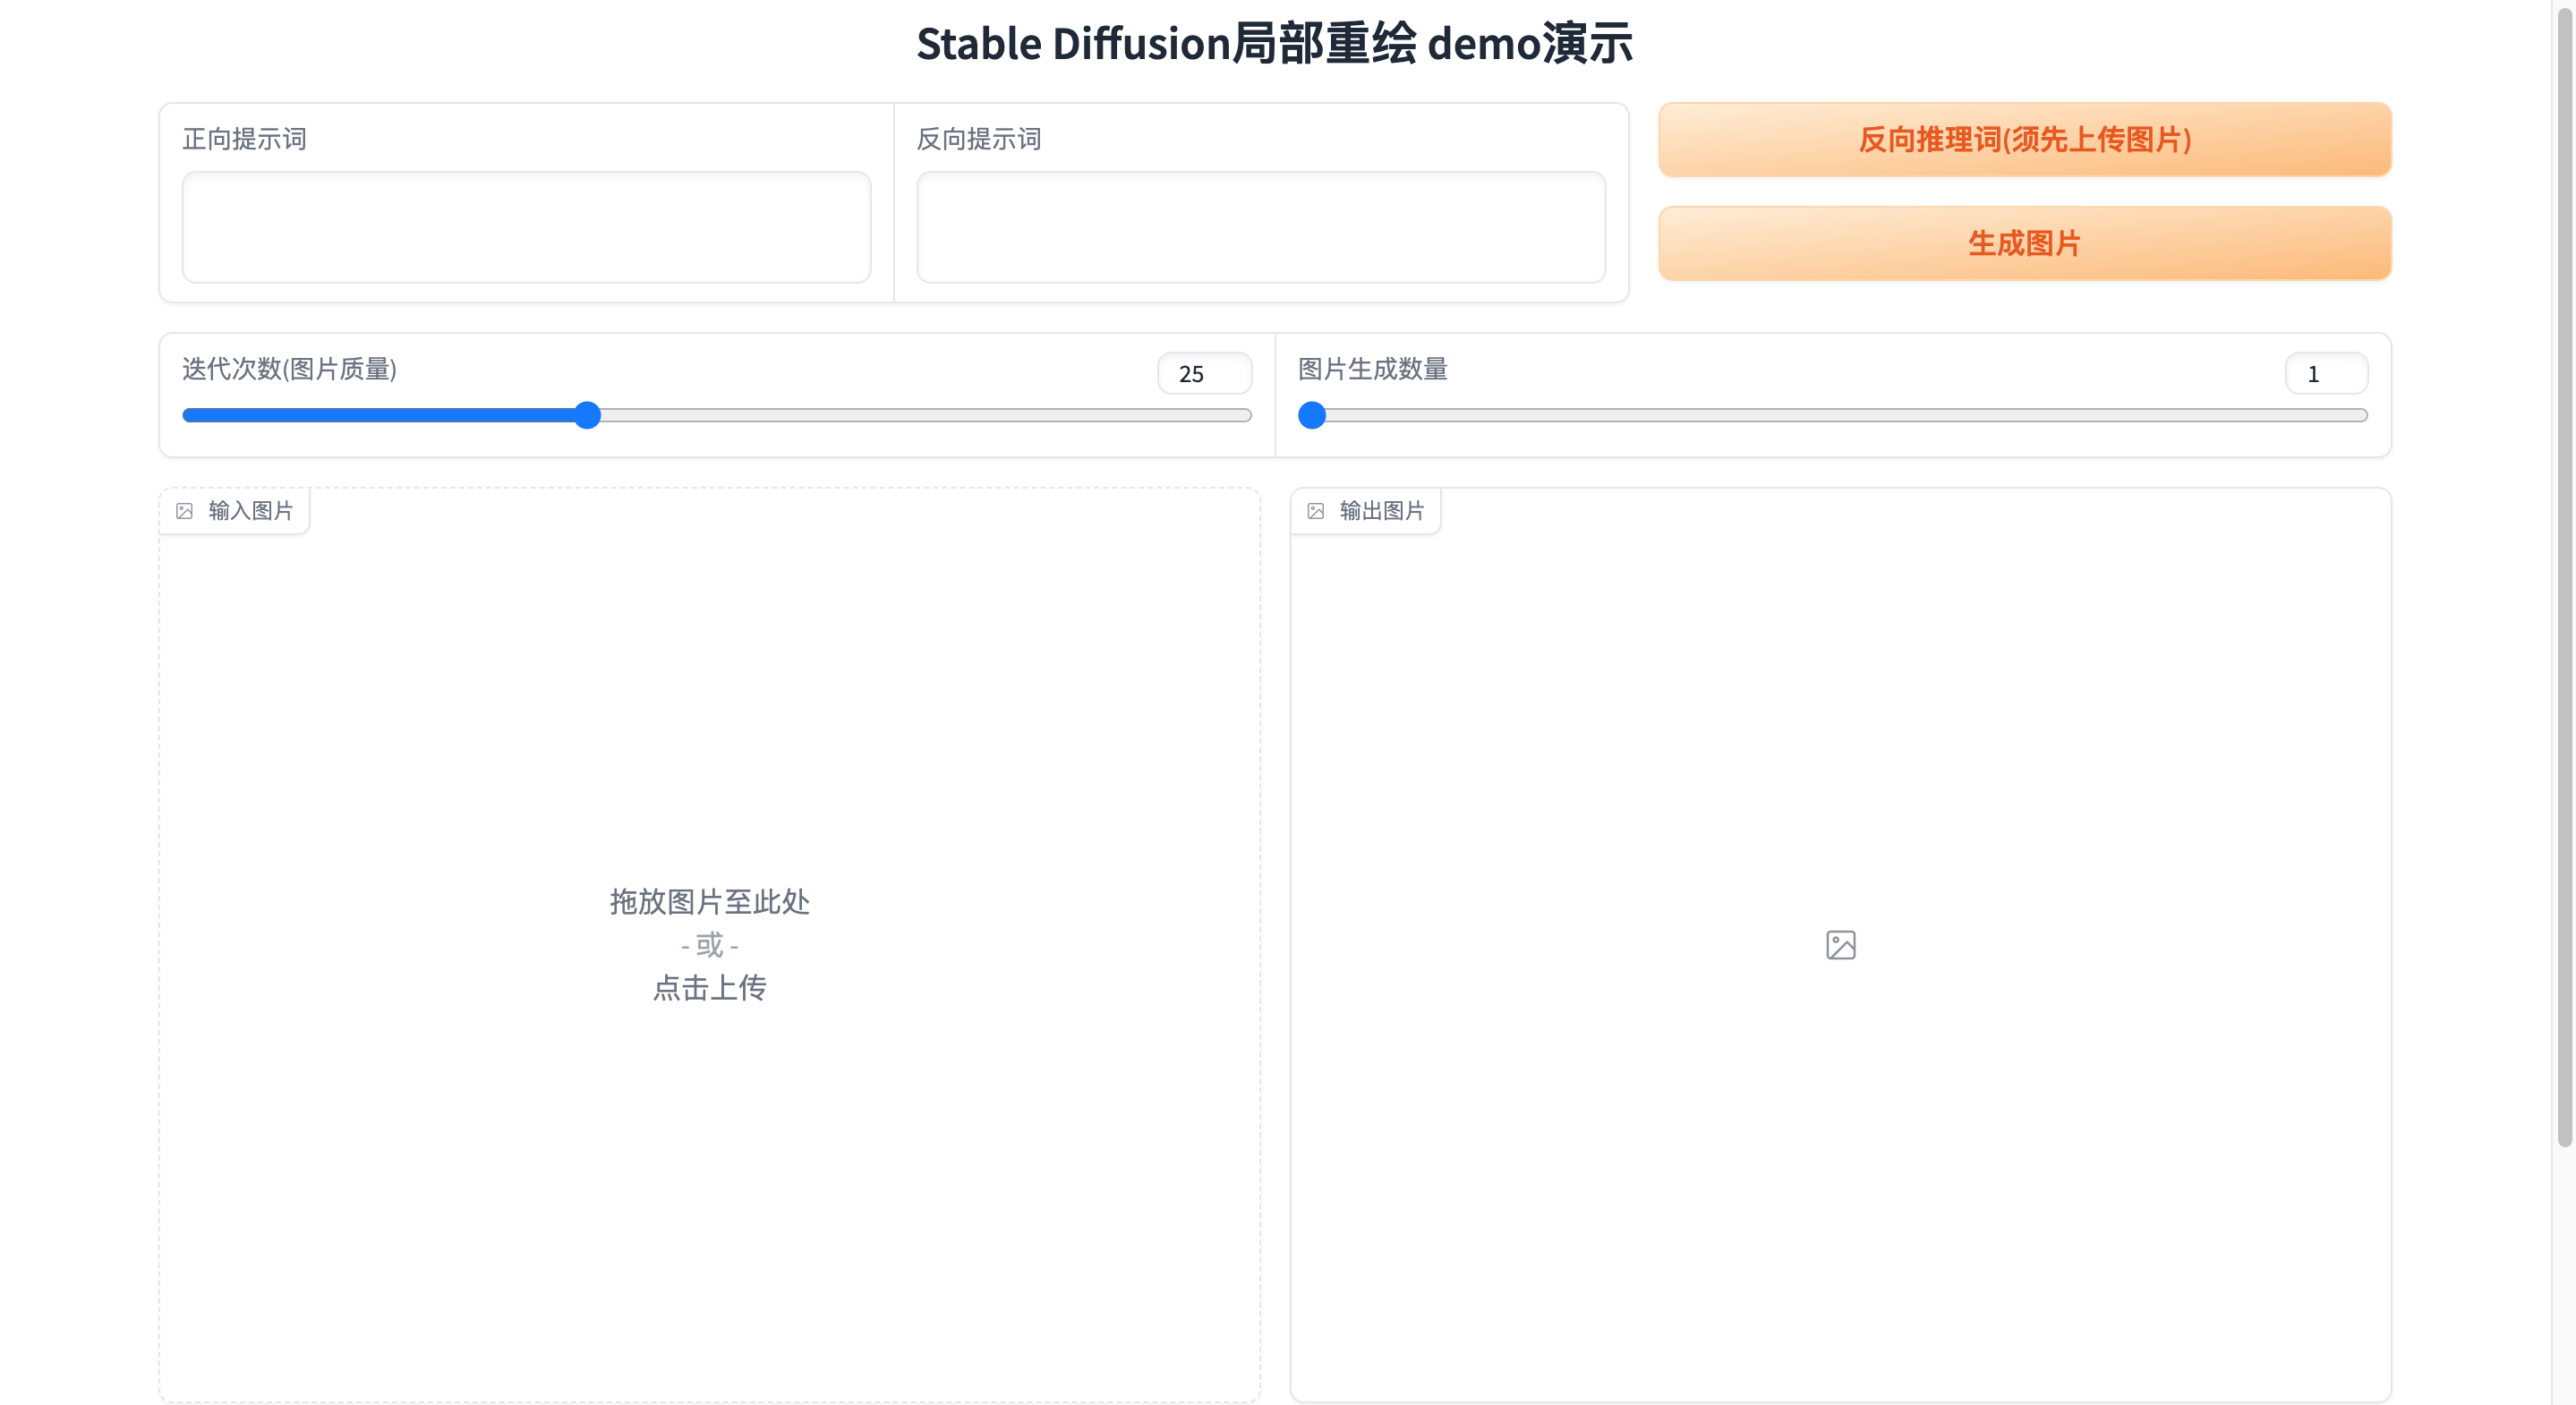 Stable Diffusion局部重绘 demo演示
正向提示词
反向提示词
反向推理词(须先上传图片)
生成图片
迭代次数(图片质量)
25
图片生成数量
1
输入图片
输出图片
拖放图片至此处
- 或 -
点击上传